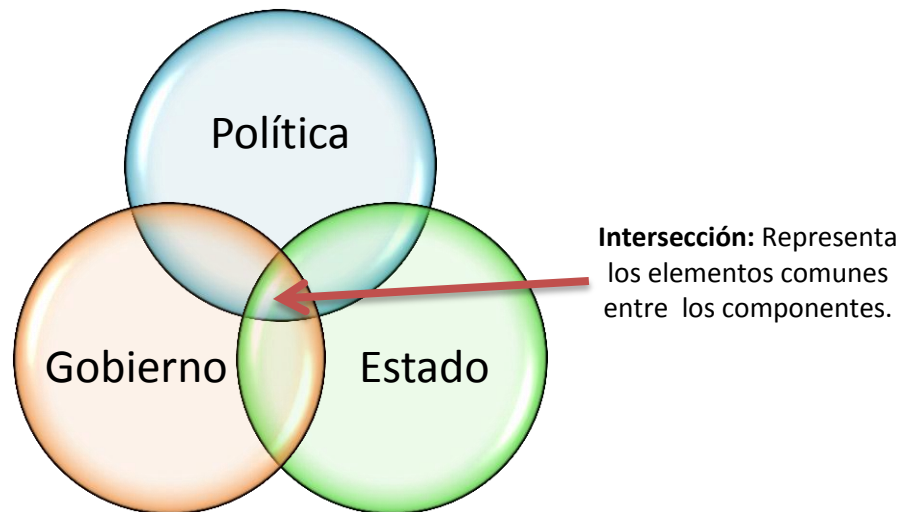 Política
Gobierno
Estado
Intersección: Representa
los elementos comunes
entre los componentes.